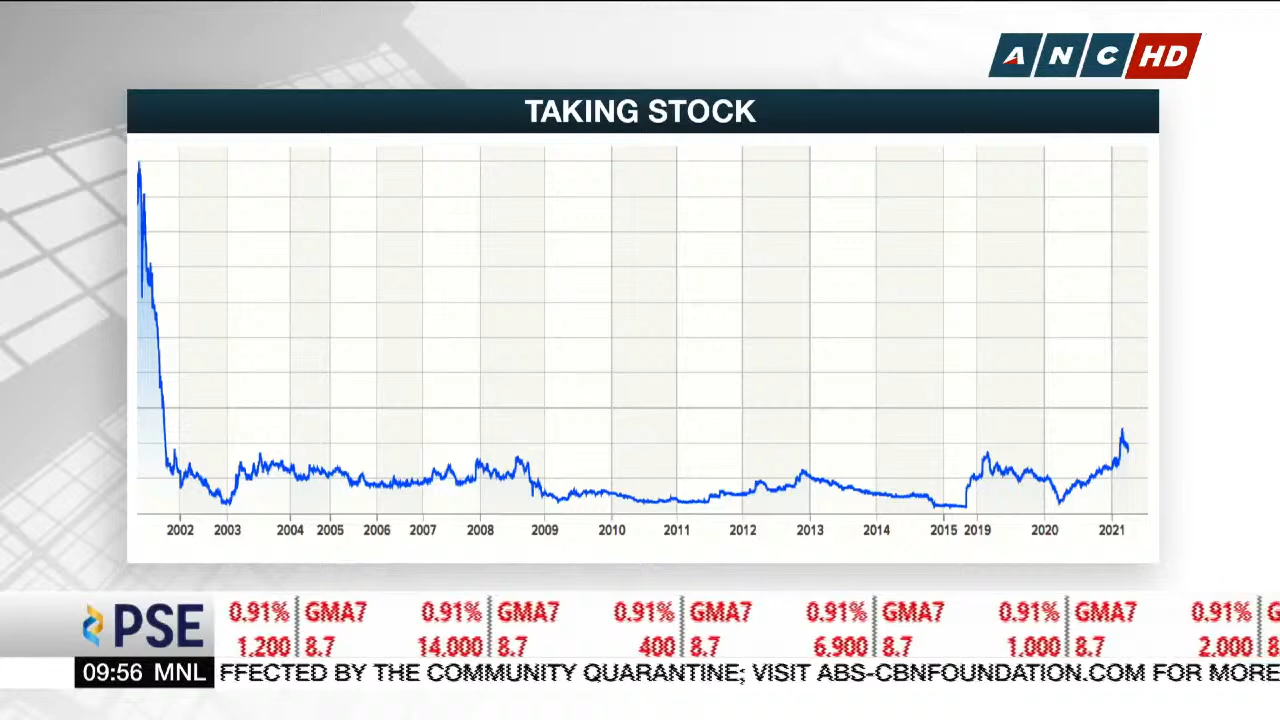 ANC HD
TAKING STOCK
2002 2003 2004 2005 2006 2007 2008 2009 2010 2011 2012 2013 2014 2015 2019 2020 2021
PSE
0.91% GMA7 0.91% GMA7 0.91% GMA7 0.91% GMA7 0.91% GMA7 0.91%
1,200 8.7 14,000 8.7 400 8.7 6,900 8.7 1,000 8.7 2,000
09:56 MNL FFECTED BY THE COMMUNITY QUARANTINE; VISIT ABS-CBNFOUNDATION.COM FOR MORE